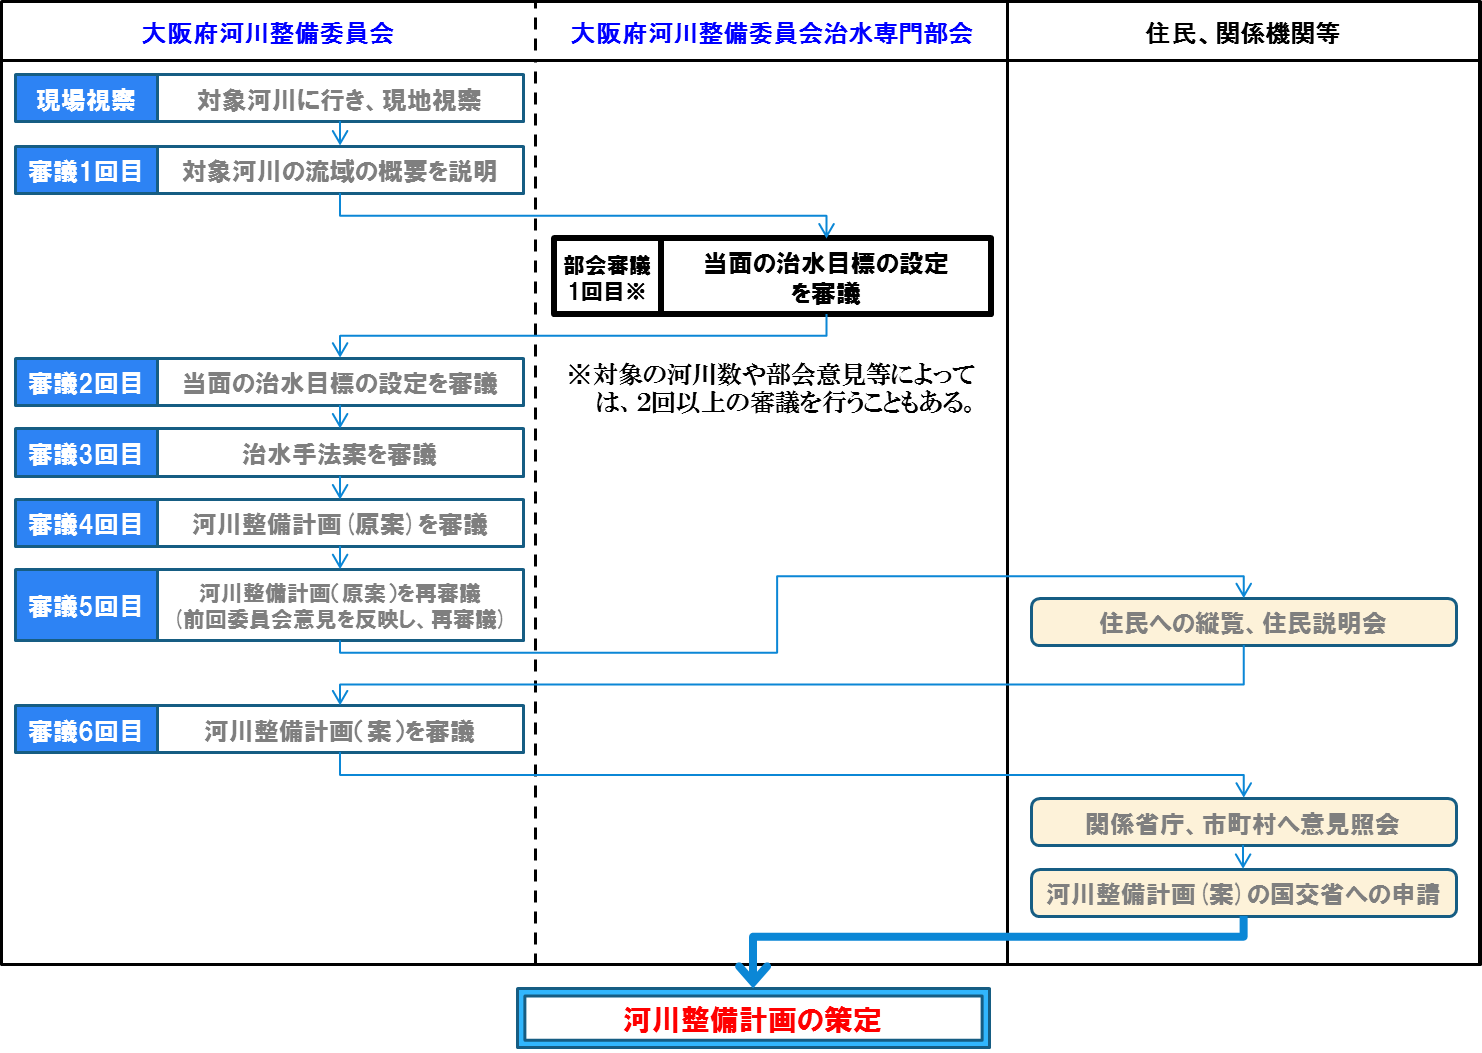 大阪府河川整備委員会
大阪府河川整備委員会治水専門部会
住民、関係機関等
現場視察
対象河川に行き、現地視察
審議1回目
対象河川の流域の概要を説明
部会審議
1回目※
当面の治水目標の設定
を審議
審議2回目
当面の治水目標の設定を審議
※対象の河川数や部会意見等によって
は、2回以上の審議を行うこともある。
審議3回目
治水手法案を審議
審議4回目
河川整備計画(原案)を審議
審議5回目
河川整備計画(原案)を再審議
(前回委員会意見を反映し、再審議)
住民への縦覧、住民説明会
審議6回目
河川整備計画(案)を審議
関係省庁、市町村へ意見照会
河川整備計画(案)の国交省への申請
河川整備計画の策定